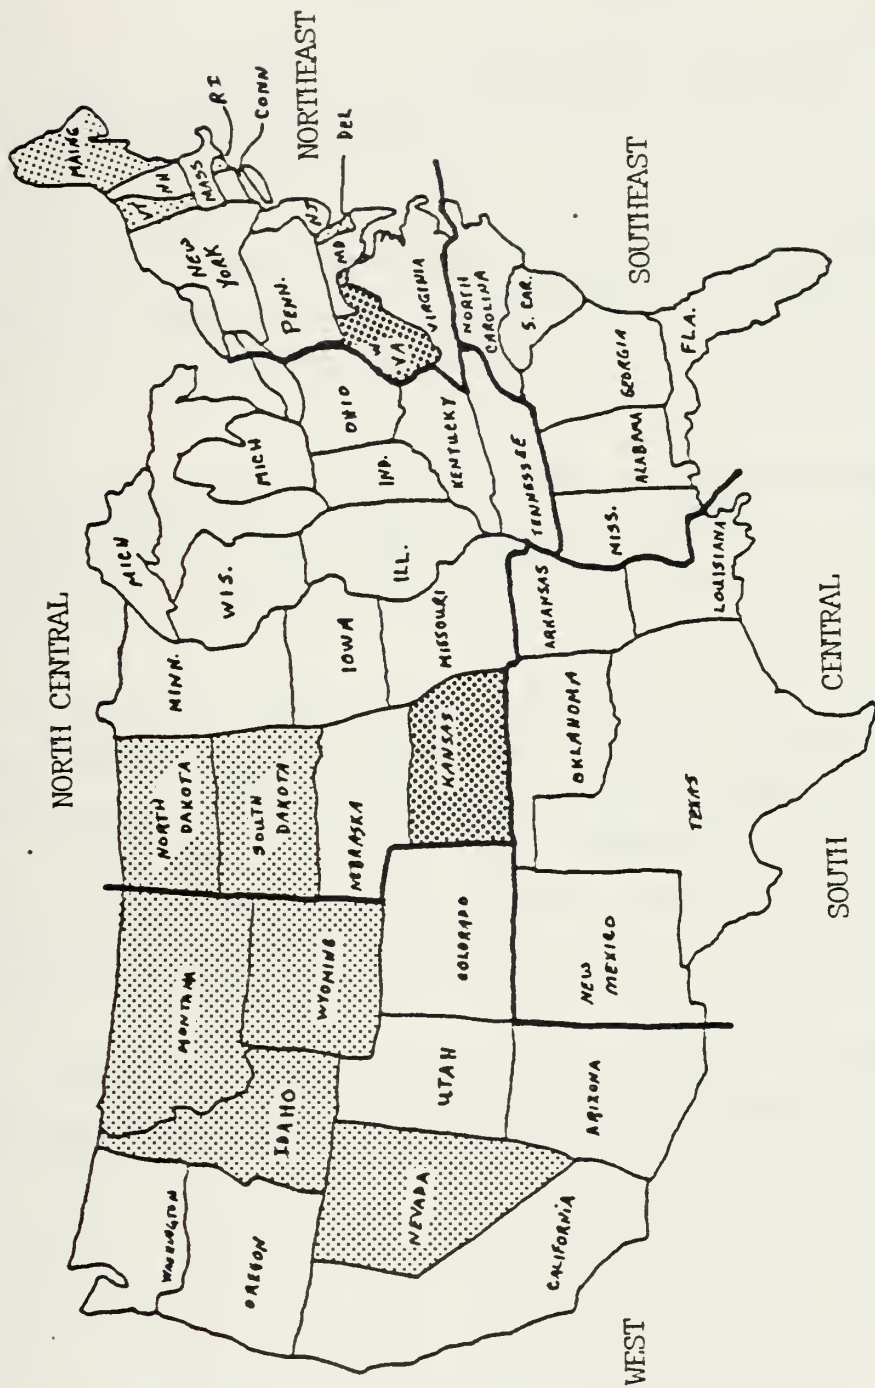 NORTH CENTRAL
NORTHEAST
SOUTHEAST
SOUTH CENTRAL
WEST
WASHINGTON
OREGON
CALIFORNIA
NEVADA
IDAHO
MONTANA
WYOMING
UTAH
ARIZONA
COLORADO
NEW
MEXICO
NORTH
DAKOTA
SOUTH
DAKOTA
NEBRASKA
KANSAS
OKLAHOMA
TEXAS
MINN.
IOWA
MISSOURI
ARKANSAS
LOUISIANA
WIS.
ILL.
MICH
MICH
IND.
OHIO
KENTUCKY
TENNESSEE
MISS.
ALABAMA
GEORGIA
FLA.
S. CAR.
NORTH
CAROLINA
VIRGINIA
W
VA
MD
DEL
PENN.
NJ
NEW
YORK
CONN
RI
MASS
VT
NH
MAINE